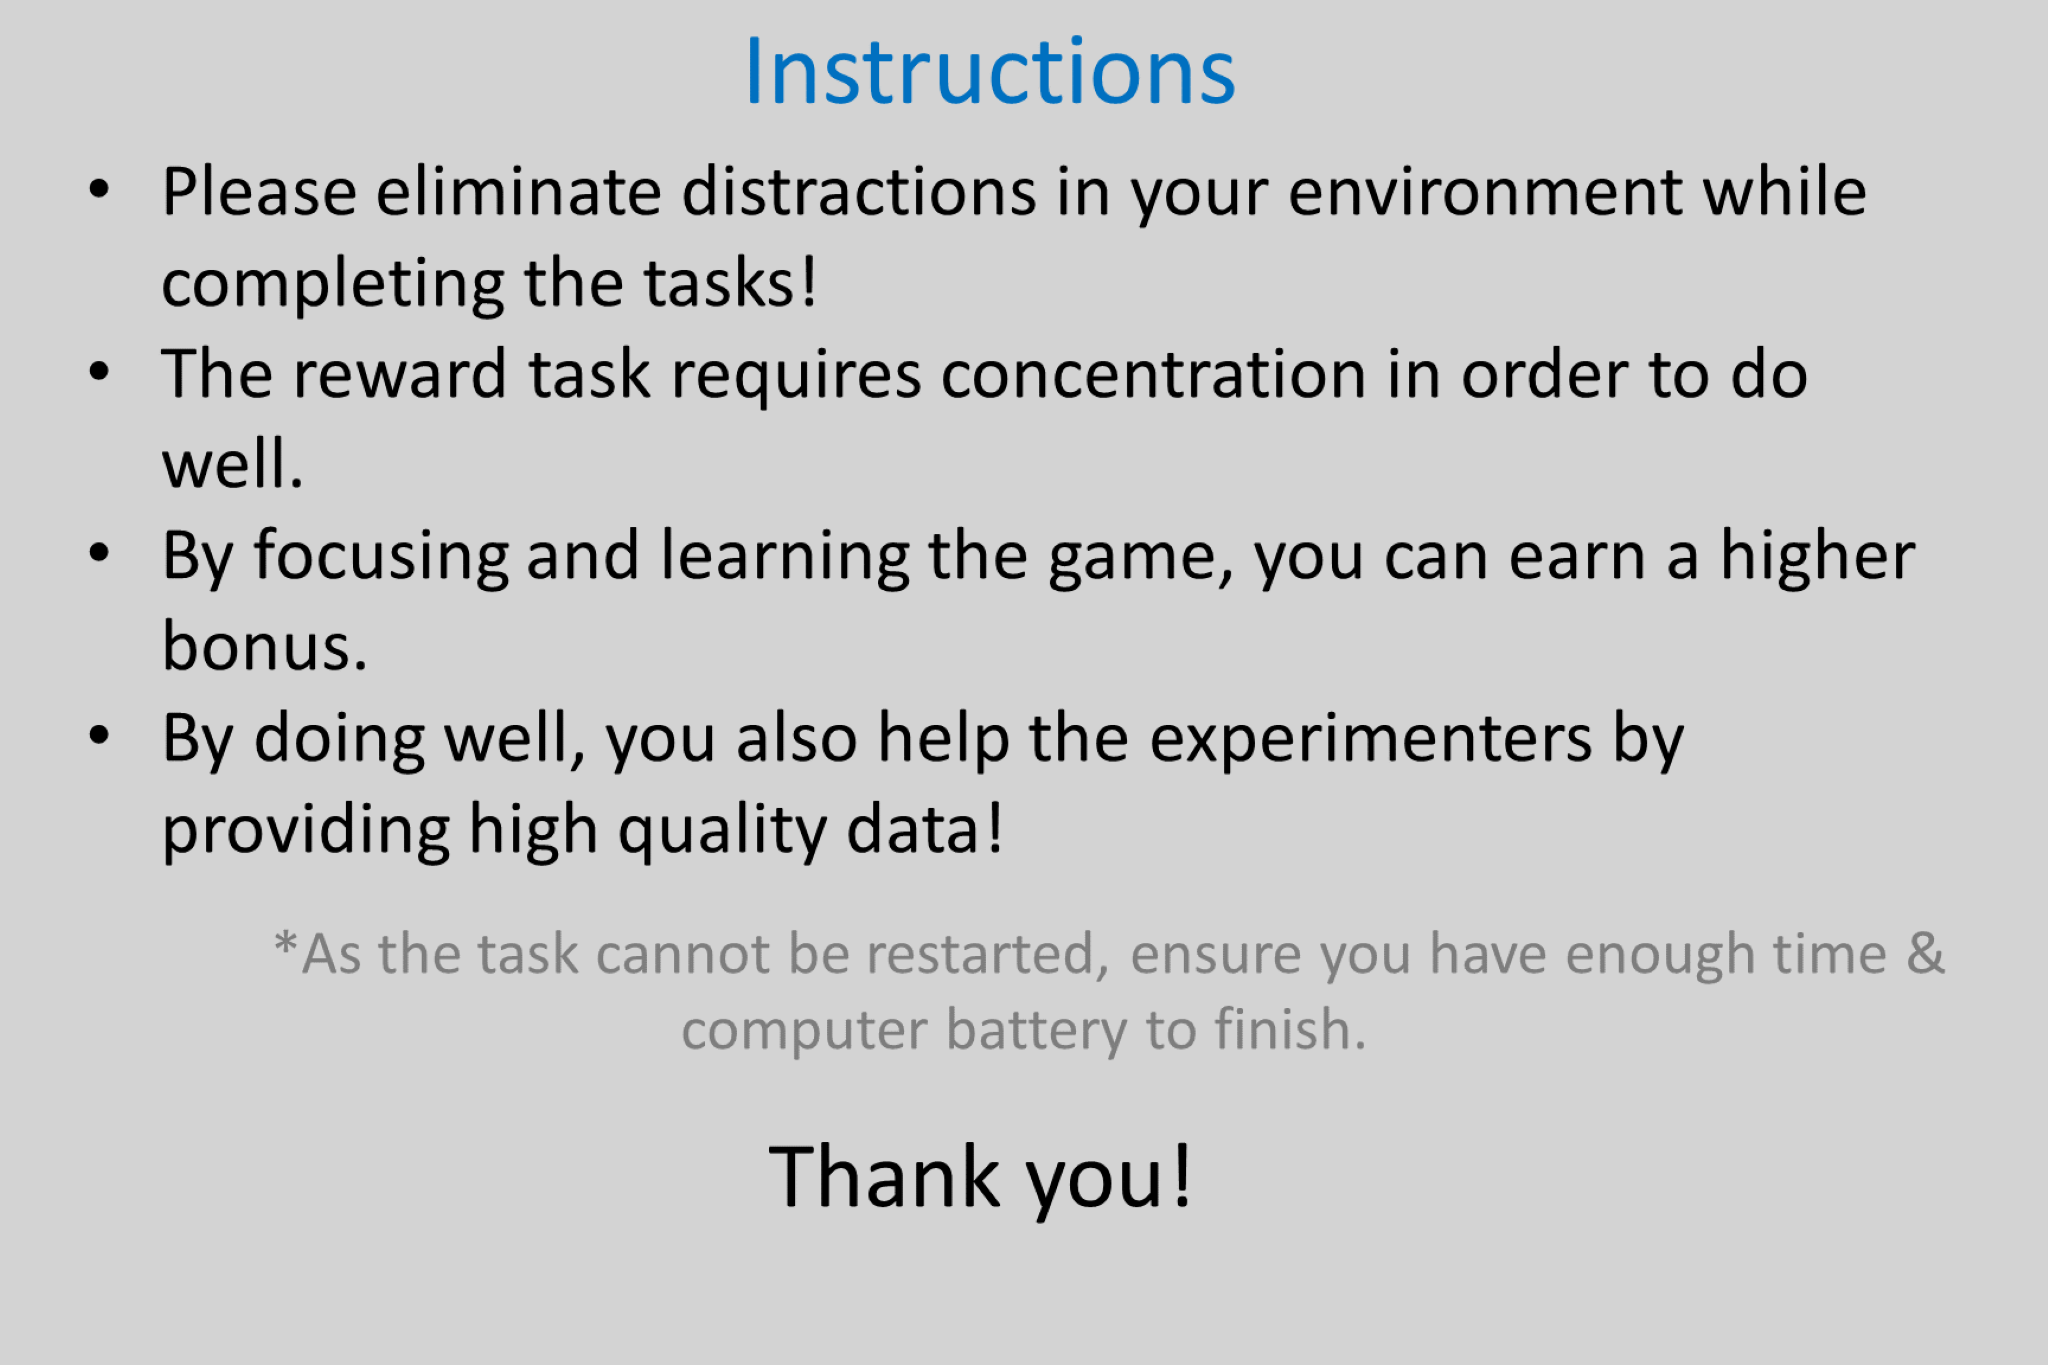 Instructions
• Please eliminate distractions in your environment while
completing the tasks!
• The reward task requires concentration in order to do
well.
• By focusing and learning the game, you can earn a higher
bonus.
• By doing well, you also help the experimenters by
providing high quality data!
*As the task cannot be restarted, ensure you have enough time &
computer battery to finish.
Thank you!